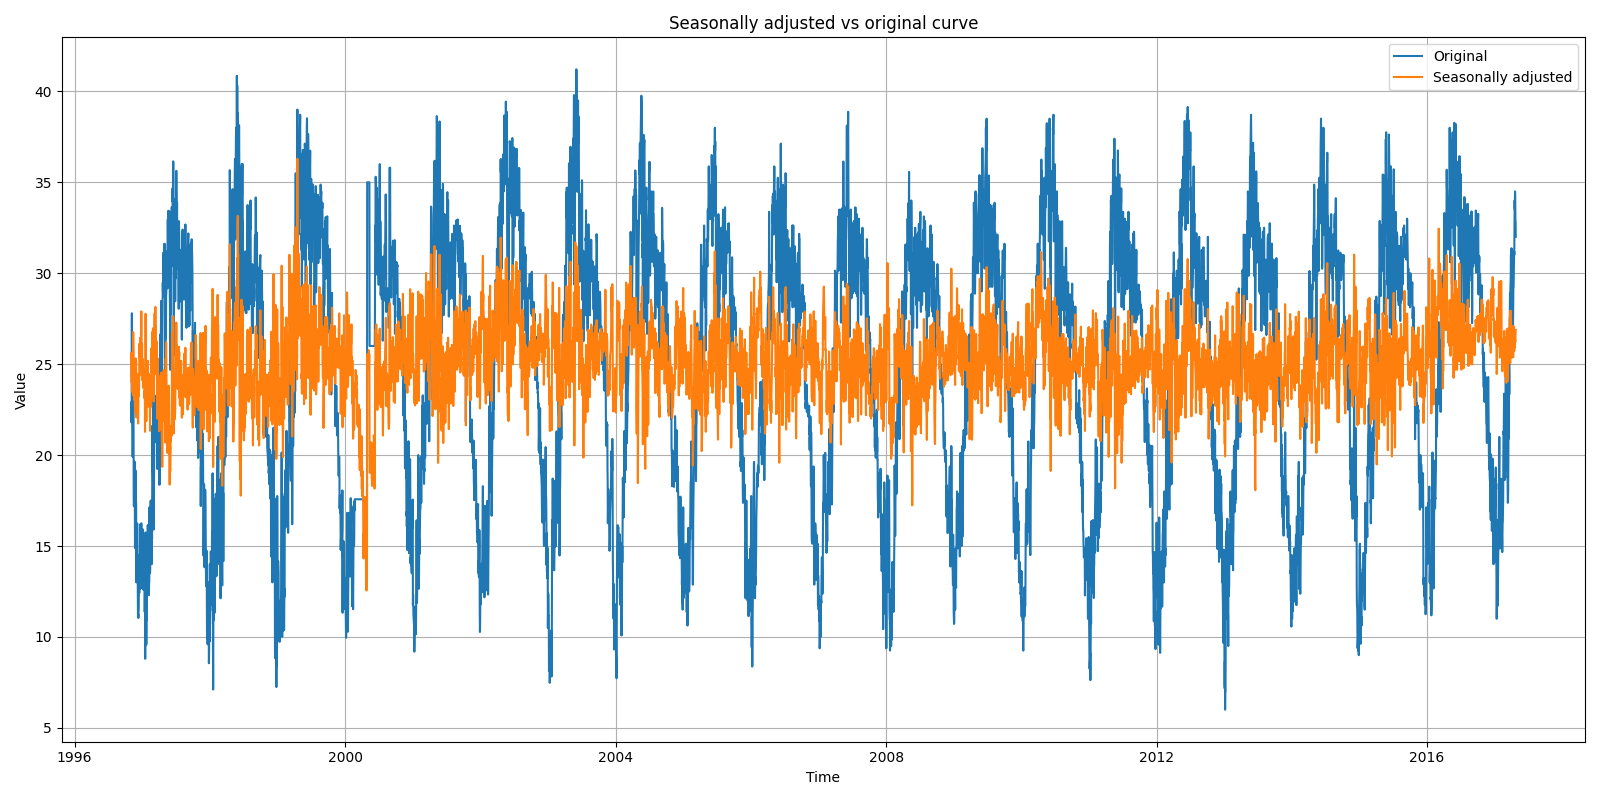 Seasonally adjusted vs original curve
Original
Seasonally adjusted
Value
40
35
30
25
20
15
10
5
1996
2000
2004
2008
2012
2016
Time